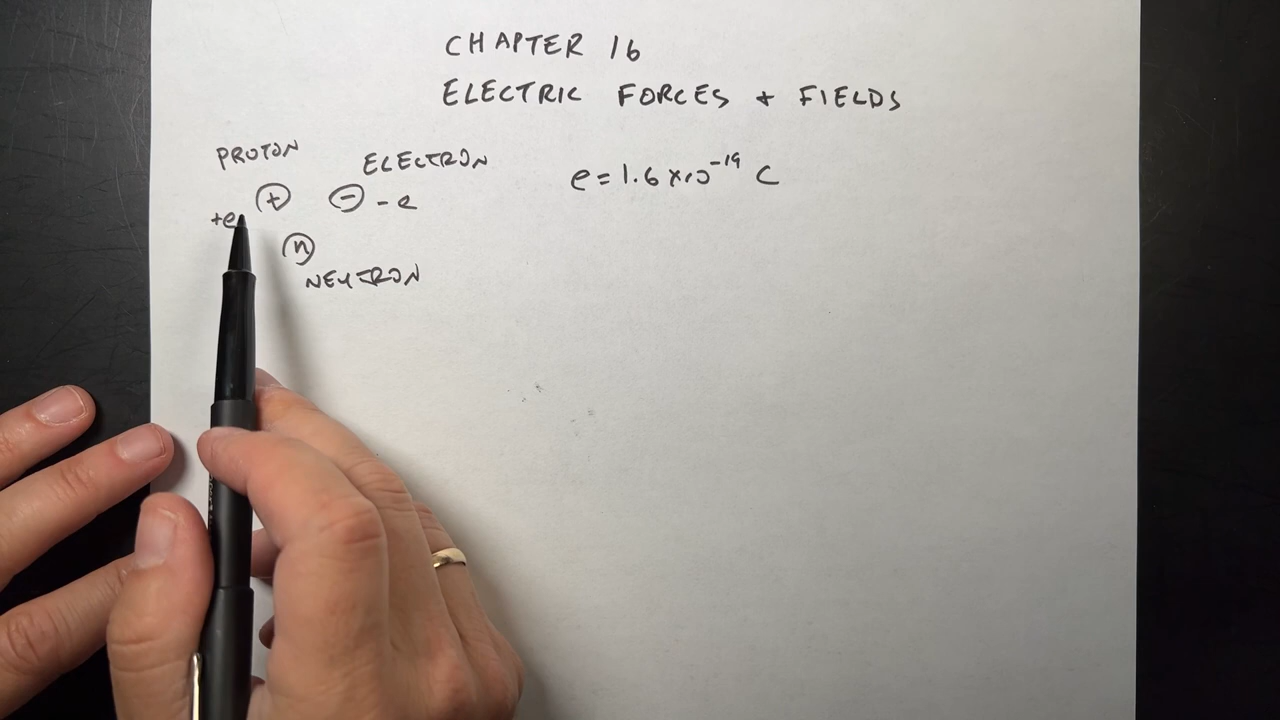 CHAPTER 16
ELECTRIC FORCES + FIELDS
PROTON
ELECTRON
e = 1.6 x 10^-19 C
+
− - e
+e
n
NEUTRON